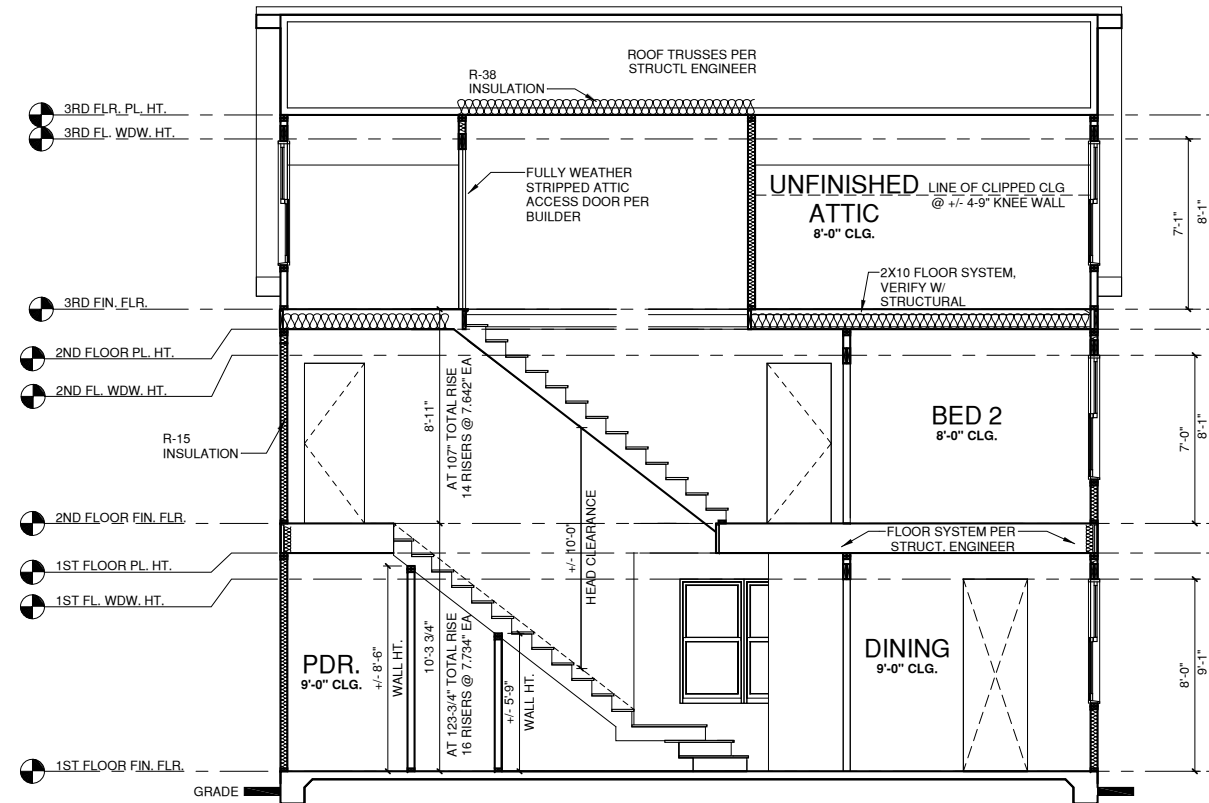 ROOF TRUSSES PER
STRUCTL ENGINEER
R-38
INSULATION
3RD FLR. PL. HT.
3RD FL. WDW. HT.
FULLY WEATHER
STRIPPED ATTIC
ACCESS DOOR PER
BUILDER
UNFINISHED
ATTIC
8'-0" CLG.
LINE OF CLIPPED CLG
@ +/- 4-9" KNEE WALL
7'-1"
8'-1"
2X10 FLOOR SYSTEM,
VERIFY W/
STRUCTURAL
3RD FIN. FLR.
2ND FLOOR PL. HT.
2ND FL. WDW. HT.
R-15
INSULATION
8'-11"
AT 107" TOTAL RISE
14 RISERS @ 7.642" EA
BED 2
8'-0" CLG.
7'-0"
8'-1"
2ND FLOOR FIN. FLR.
+/- 10'-0"
HEAD CLEARANCE
FLOOR SYSTEM PER
STRUCT. ENGINEER
1ST FLOOR PL. HT.
1ST FL. WDW. HT.
PDR.
9'-0" CLG.
+/- 8'-6"
WALL HT.
10'-3 3/4"
AT 123-3/4" TOTAL RISE
16 RISERS @ 7.734" EA
+/- 5'-9"
WALL HT.
DINING
9'-0" CLG.
8'-0"
9'-1"
1ST FLOOR FIN. FLR.
GRADE